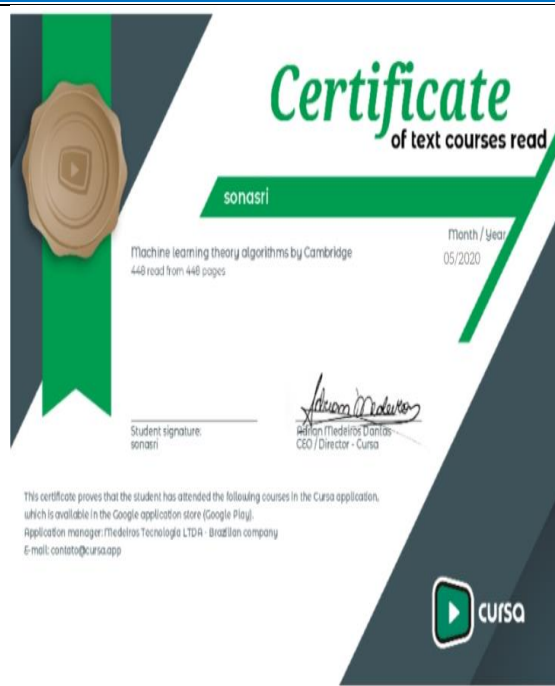 Certificate
of text courses read
sonasri
Month / Year
Machine learning theory algorithms by Cambridge
05/2020
448 read from 448 pages
Student signature:
sonasri
Adrian Medeiros Dantas
CEO / Director - Cursa
This certificate proves that the student has attended the following courses in the Cursa application,
which is available in the Google application store (Google Play).
Application manager: Medeiros Tecnologia LTDA - Brazilian company
E-mail: contato@cursa.app
cursa